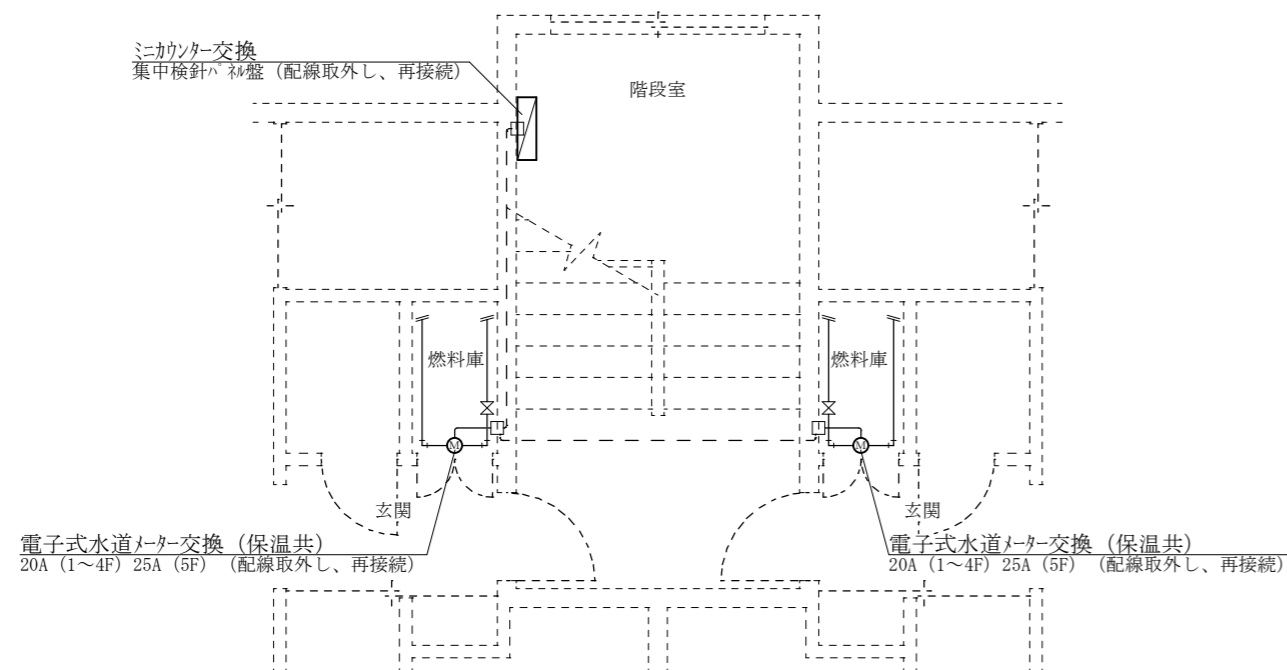 ミニカウンター交換
集中検針パネル盤（配線取外し、再接続）
階段室
燃料庫
燃料庫
M
M
玄関
玄関
電子式水道メーター交換（保温共）
20A（1～4F）25A（5F）（配線取外し、再接続）
電子式水道メーター交換（保温共）
20A（1～4F）25A（5F）（配線取外し、再接続）